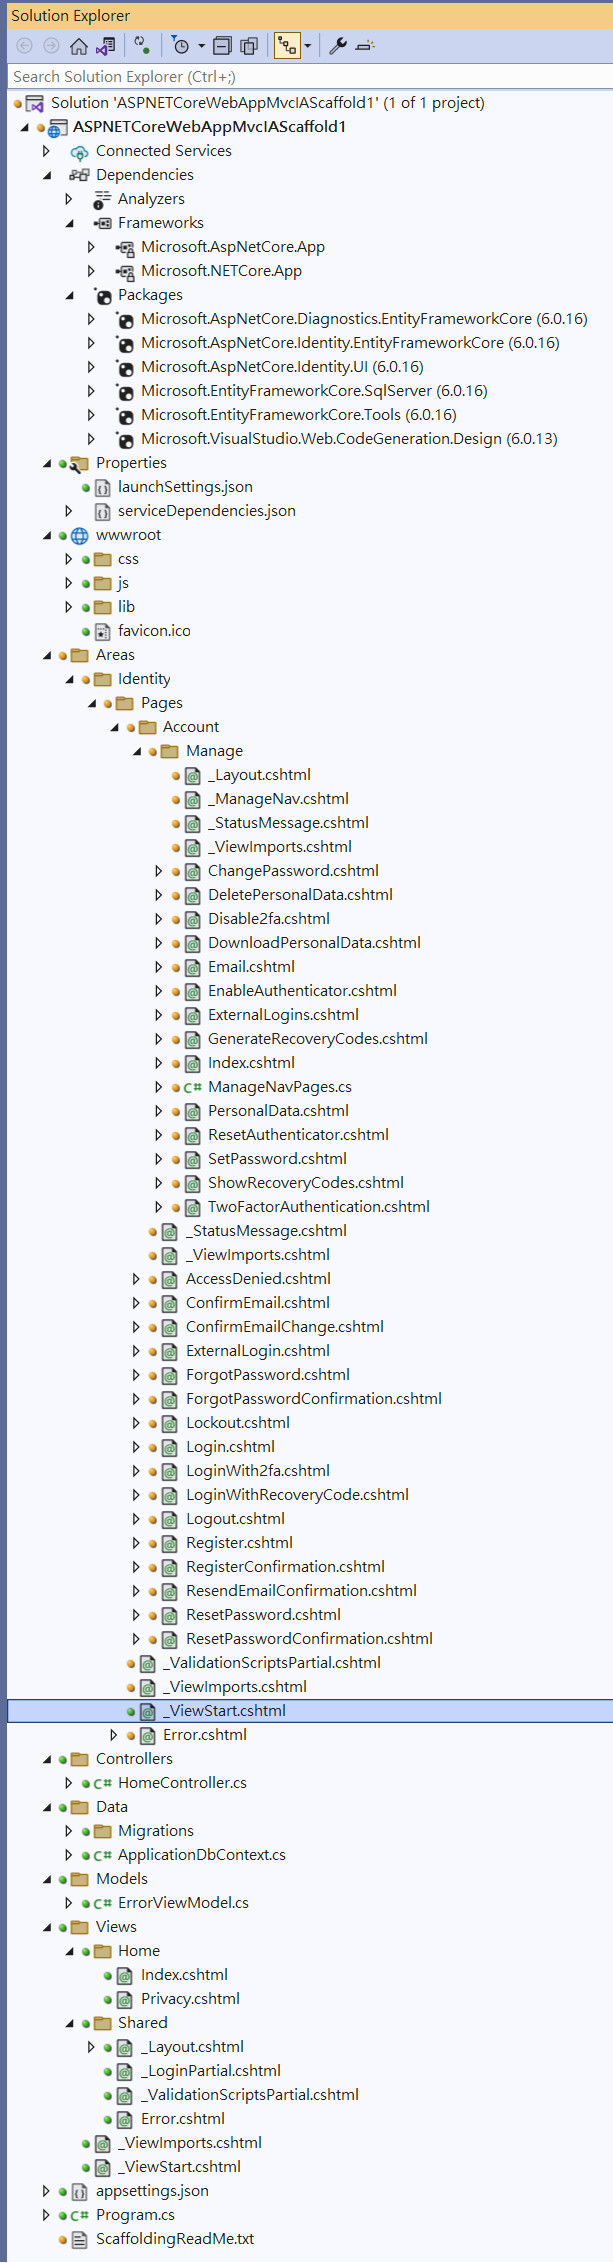 Solution Explorer
Search Solution Explorer (Ctrl+;)
Solution 'ASPNETCoreWebAppMvcIAScaffold1' (1 of 1 project)
ASPNETCoreWebAppMvcIAScaffold1
Connected Services
Dependencies
Analyzers
Frameworks
Microsoft.AspNetCore.App
Microsoft.NETCore.App
Packages
Microsoft.AspNetCore.Diagnostics.EntityFrameworkCore (6.0.16)
Microsoft.AspNetCore.Identity.EntityFrameworkCore (6.0.16)
Microsoft.AspNetCore.Identity.UI (6.0.16)
Microsoft.EntityFrameworkCore.SqlServer (6.0.16)
Microsoft.EntityFrameworkCore.Tools (6.0.16)
Microsoft.VisualStudio.Web.CodeGeneration.Design (6.0.13)
Properties
launchSettings.json
serviceDependencies.json
wwwroot
css
js
lib
favicon.ico
Areas
Identity
Pages
Account
Manage
_Layout.cshtml
_ManageNav.cshtml
_StatusMessage.cshtml
_ViewImports.cshtml
ChangePassword.cshtml
DeletePersonalData.cshtml
Disable2fa.cshtml
DownloadPersonalData.cshtml
Email.cshtml
EnableAuthenticator.cshtml
ExternalLogins.cshtml
GenerateRecoveryCodes.cshtml
Index.cshtml
C# ManageNavPages.cs
PersonalData.cshtml
ResetAuthenticator.cshtml
SetPassword.cshtml
ShowRecoveryCodes.cshtml
TwoFactorAuthentication.cshtml
_StatusMessage.cshtml
_ViewImports.cshtml
AccessDenied.cshtml
ConfirmEmail.cshtml
ConfirmEmailChange.cshtml
ExternalLogin.cshtml
ForgotPassword.cshtml
ForgotPasswordConfirmation.cshtml
Lockout.cshtml
Login.cshtml
LoginWith2fa.cshtml
LoginWithRecoveryCode.cshtml
Logout.cshtml
Register.cshtml
RegisterConfirmation.cshtml
ResendEmailConfirmation.cshtml
ResetPassword.cshtml
ResetPasswordConfirmation.cshtml
_ValidationScriptsPartial.cshtml
_ViewImports.cshtml
_ViewStart.cshtml
Error.cshtml
Controllers
C# HomeController.cs
Data
Migrations
C# ApplicationDbContext.cs
Models
C# ErrorViewModel.cs
Views
Home
Index.cshtml
Privacy.cshtml
Shared
_Layout.cshtml
_LoginPartial.cshtml
_ValidationScriptsPartial.cshtml
Error.cshtml
_ViewImports.cshtml
_ViewStart.cshtml
appsettings.json
C# Program.cs
ScaffoldingReadMe.txt